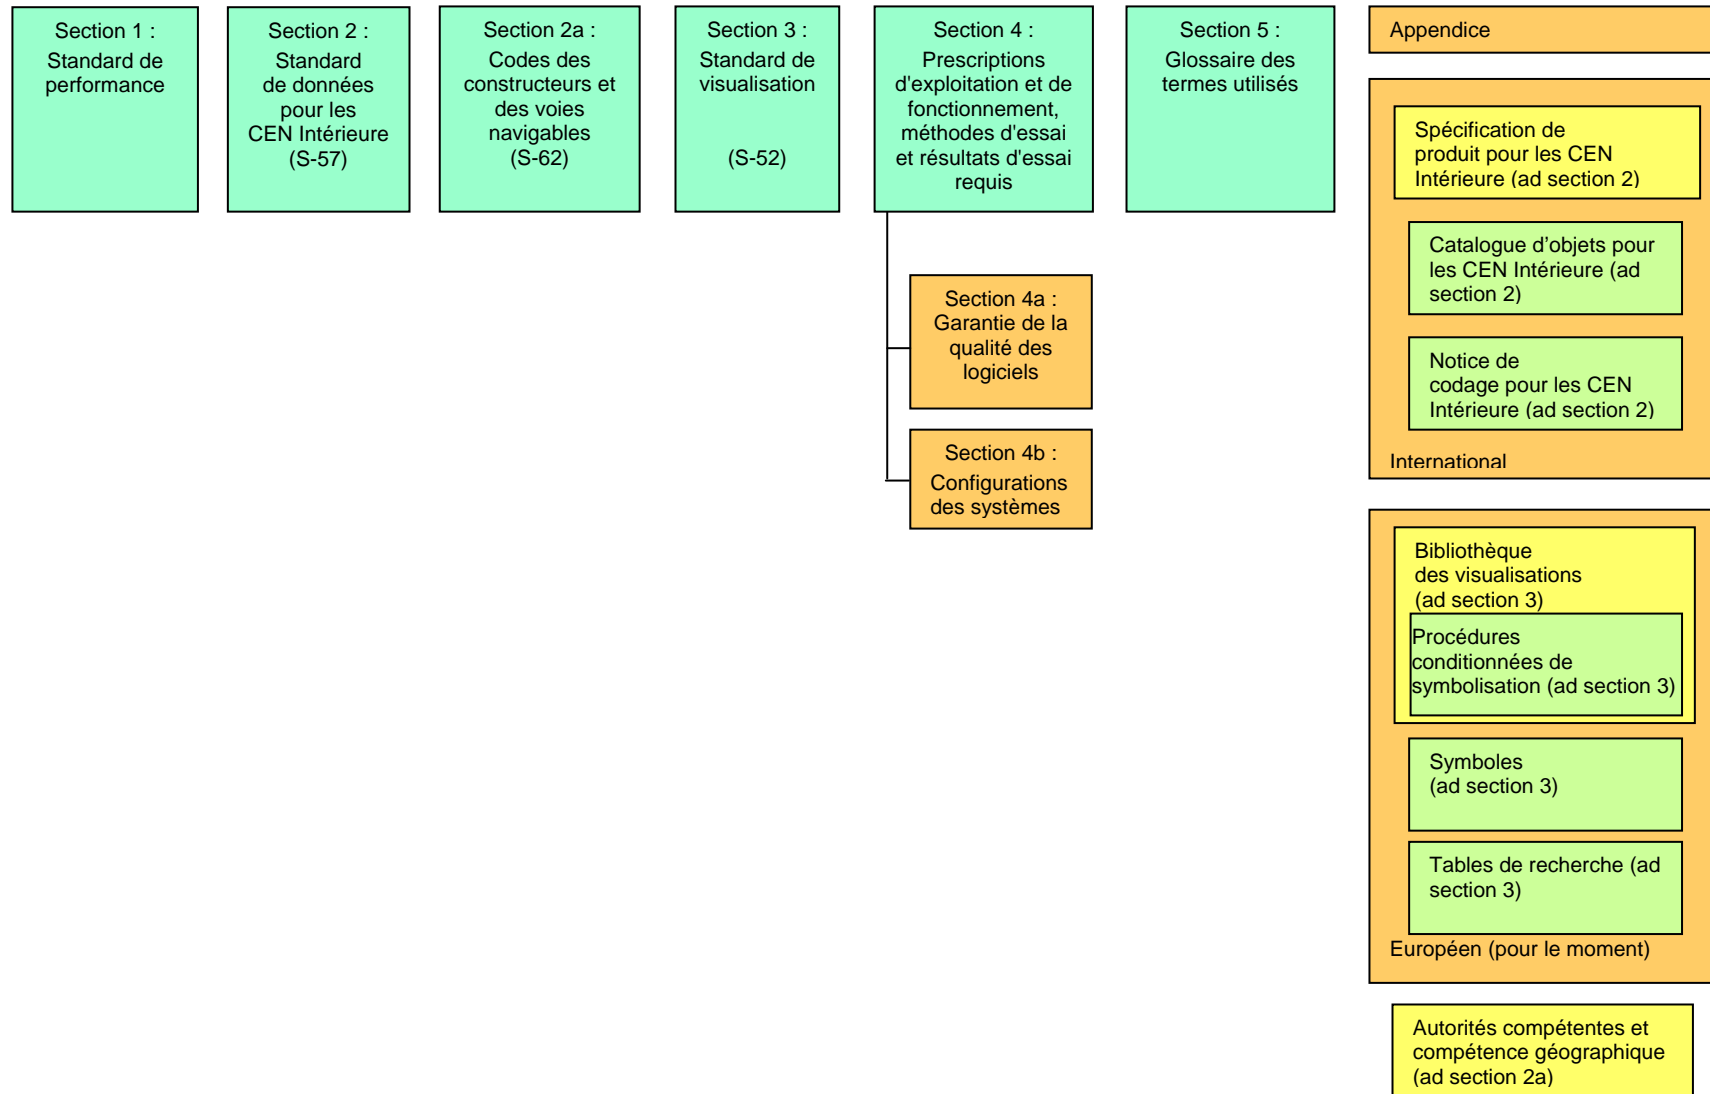 Section 1 :
Standard de
performance
Section 2 :
Standard
de données
pour les
CEN Intérieure
(S-57)
Section 2a :
Codes des
constructeurs et
des voies
navigables
(S-62)
Section 3 :
Standard de
visualisation
(S-52)
Section 4 :
Prescriptions
d'exploitation et de
fonctionnement,
méthodes d'essai
et résultats d'essai
requis
Section 5 :
Glossaire des
termes utilisés
Section 4a :
Garantie de la
qualité des
logiciels
Section 4b :
Configurations
des systèmes
Appendice
Spécification de
produit pour les CEN
Intérieure (ad section 2)
Catalogue d’objets pour
les CEN Intérieure (ad
section 2)
Notice de
codage pour les CEN
Intérieure (ad section 2)
International
Bibliothèque
des visualisations
(ad section 3)
Procédures
conditionnées de
symbolisation (ad section 3)
Symboles
(ad section 3)
Tables de recherche (ad
section 3)
Européen (pour le moment)
Autorités compétentes et
compétence géographique
(ad section 2a)